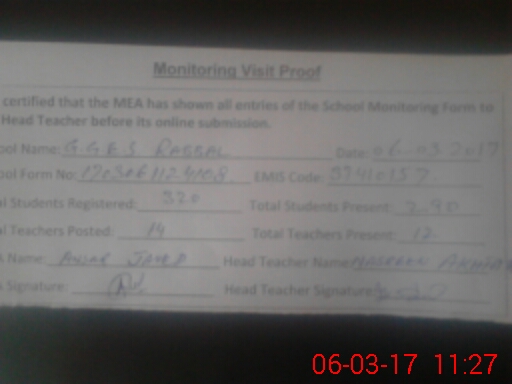 Monitoring Visit Proof
certified that the MEA has shown all entries of the School Monitoring Form to
Head Teacher before its online submission.
ool Name: G.G.E.S RABBAL Date: 06.03.2017
ool Form No: EMIS Code: 37410157
l Students Registered: 320 Total Students Present: 290
l Teachers Posted: 14 Total Teachers Present: 12
Name: Head Teacher Name:
Signature: Head Teacher Signature:
06-03-17 11:27